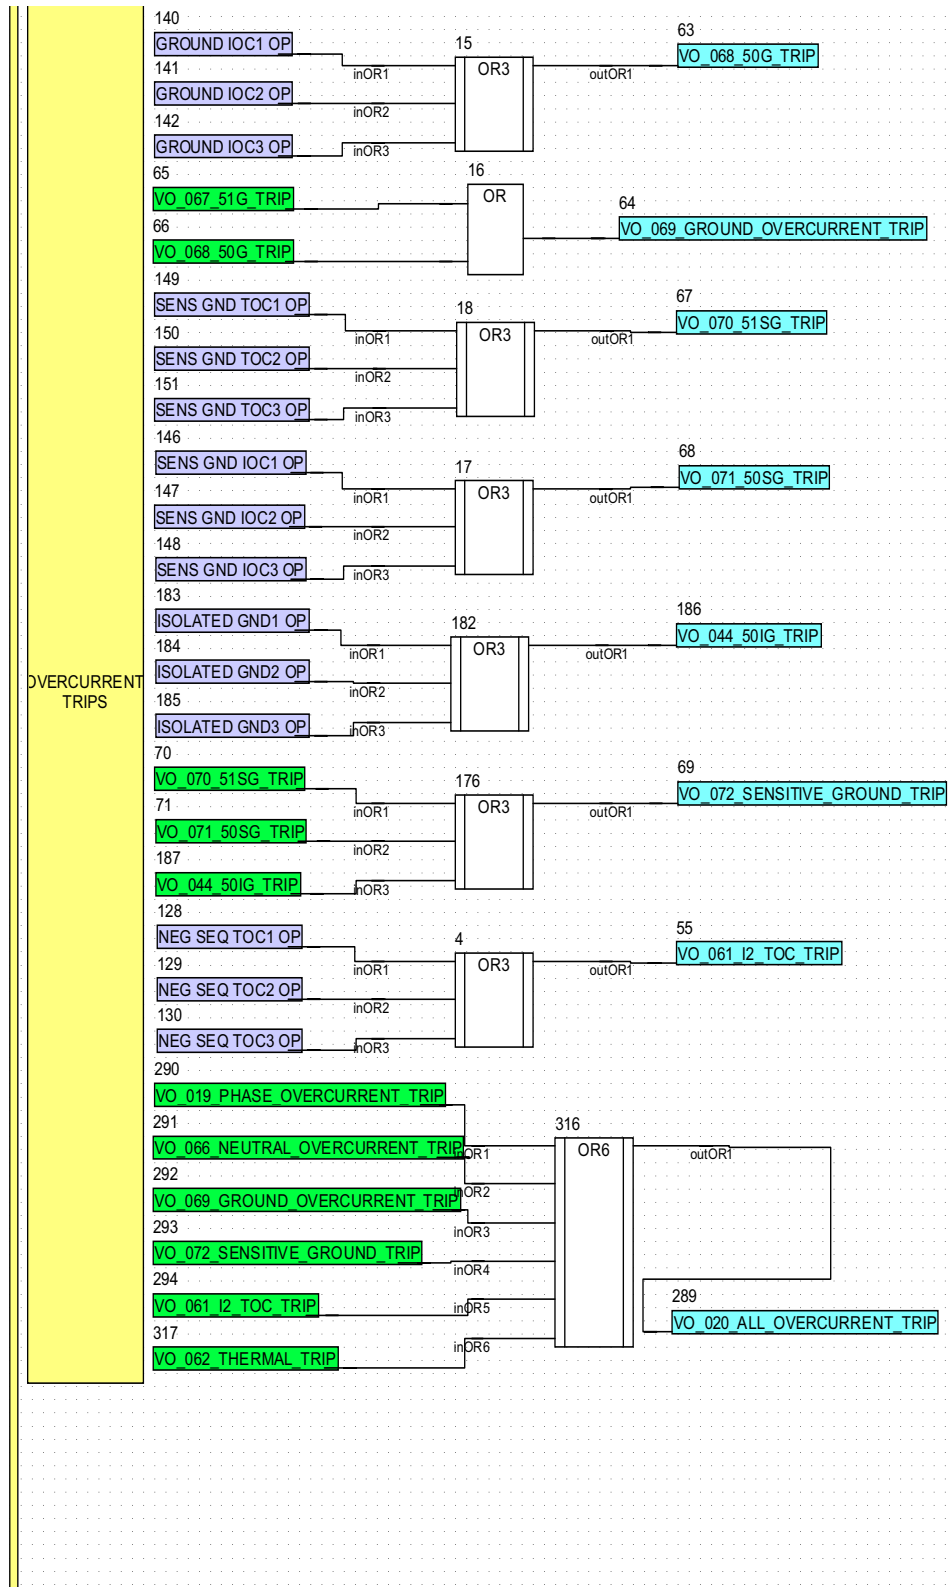 140
GROUND IOC1 OP
141
GROUND IOC2 OP
142
GROUND IOC3 OP
inOR1
inOR2
inOR3
15
OR3
outOR1
63
VO_068_50G_TRIP
65
VO_067_51G_TRIP
66
VO_068_50G_TRIP
16
OR
64
VO_069_GROUND_OVERCURRENT_TRIP
149
SENS GND TOC1 OP
150
SENS GND TOC2 OP
151
SENS GND TOC3 OP
inOR1
inOR2
inOR3
18
OR3
outOR1
67
VO_070_51SG_TRIP
146
SENS GND IOC1 OP
147
SENS GND IOC2 OP
148
SENS GND IOC3 OP
inOR1
inOR2
inOR3
17
OR3
outOR1
68
VO_071_50SG_TRIP
183
ISOLATED GND1 OP
184
ISOLATED GND2 OP
185
ISOLATED GND3 OP
inOR1
inOR2
inOR3
182
OR3
outOR1
186
VO_044_50IG_TRIP
OVERCURRENT
TRIPS
70
VO_070_51SG_TRIP
71
VO_071_50SG_TRIP
187
VO_044_50IG_TRIP
inOR1
inOR2
inOR3
176
OR3
outOR1
69
VO_072_SENSITIVE_GROUND_TRIP
128
NEG SEQ TOC1 OP
129
NEG SEQ TOC2 OP
130
NEG SEQ TOC3 OP
inOR1
inOR2
inOR3
4
OR3
outOR1
55
VO_061_I2_TOC_TRIP
290
VO_019_PHASE_OVERCURRENT_TRIP
291
VO_066_NEUTRAL_OVERCURRENT_TRIP
292
VO_069_GROUND_OVERCURRENT_TRIP
293
VO_072_SENSITIVE_GROUND_TRIP
294
VO_061_I2_TOC_TRIP
317
VO_062_THERMAL_TRIP
inOR1
inOR2
inOR3
inOR4
inOR5
inOR6
316
OR6
outOR1
289
VO_020_ALL_OVERCURRENT_TRIP